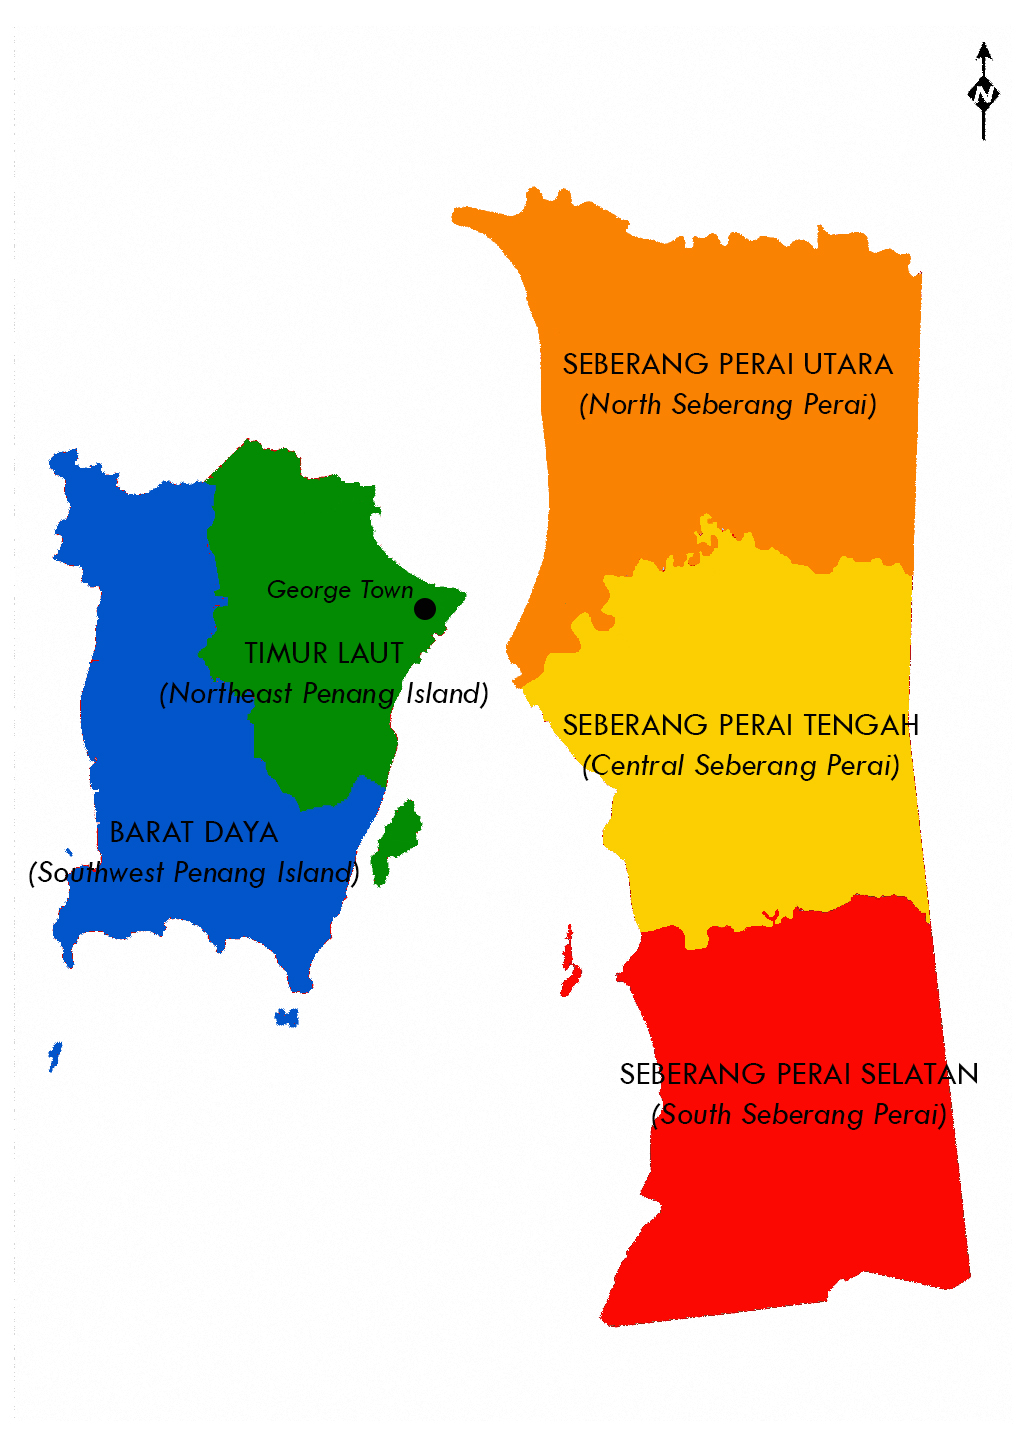 N
SEBERANG PERAI UTARA
(North Seberang Perai)
George Town
TIMUR LAUT
(Northeast Penang Island)
SEBERANG PERAI TENGAH
(Central Seberang Perai)
BARAT DAYA
(Southwest Penang Island)
SEBERANG PERAI SELATAN
(South Seberang Perai)